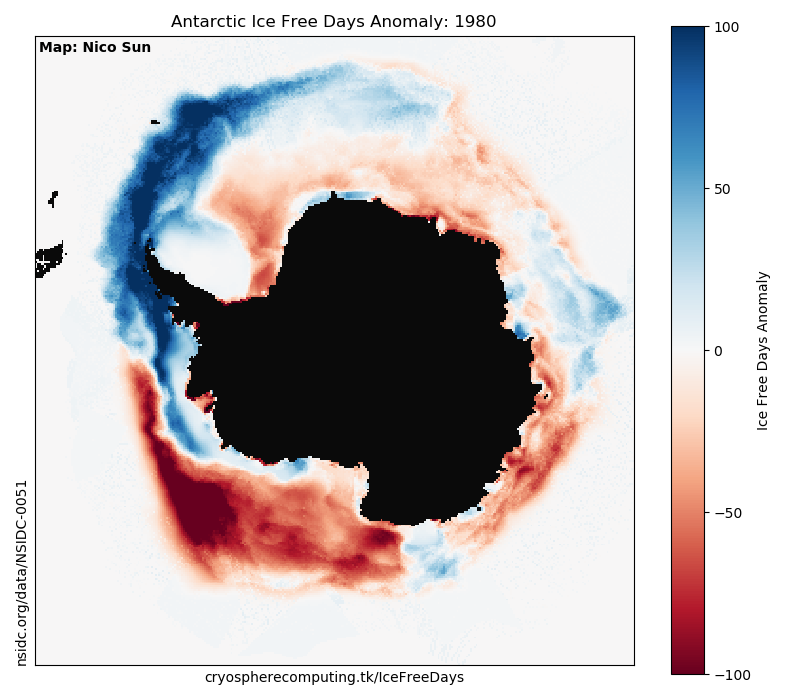 Antarctic Ice Free Days Anomaly: 1980
Map: Nico Sun
100
50
0
−50
−100
Ice Free Days Anomaly
nsidc.org/data/NSIDC-0051
cryospherecomputing.tk/IceFreeDays